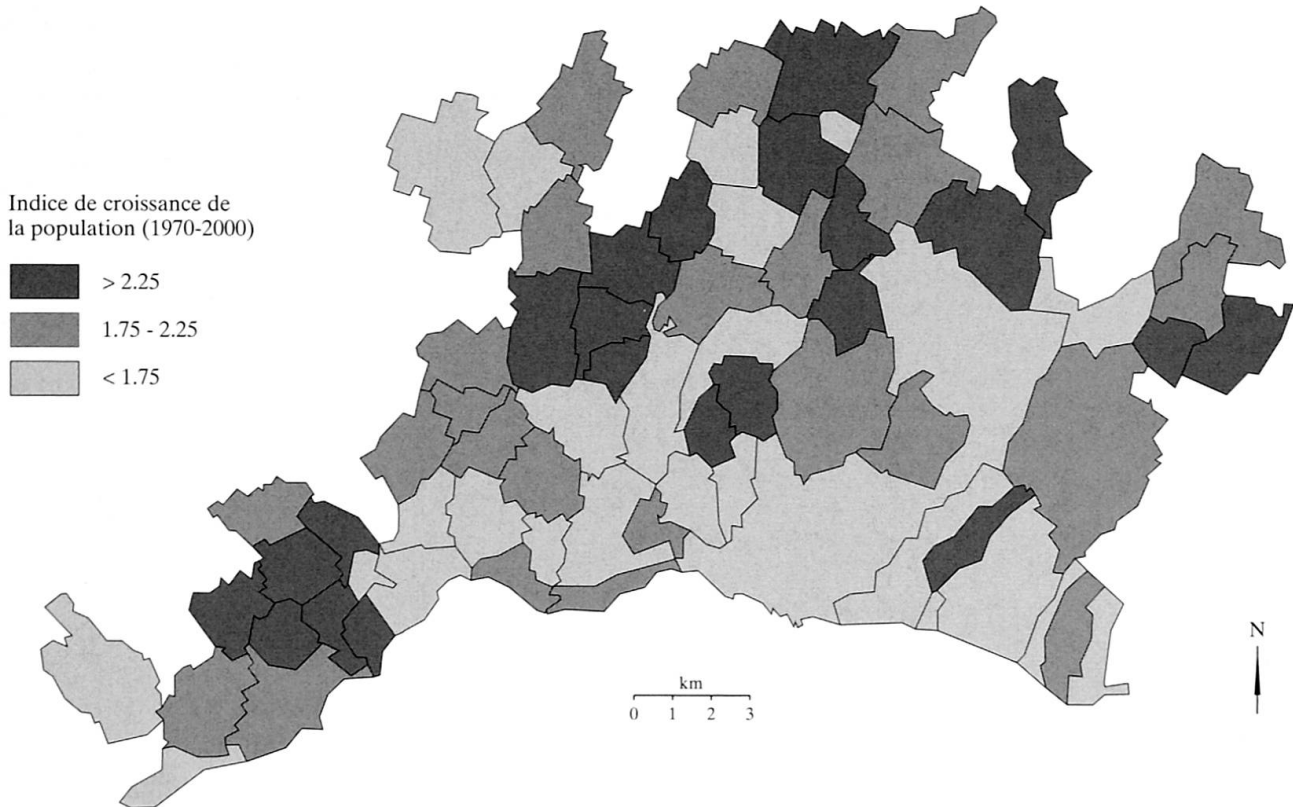 Indice de croissance de
la population (1970-2000)
> 2.25
1.75 - 2.25
< 1.75
km
0 1 2 3
N